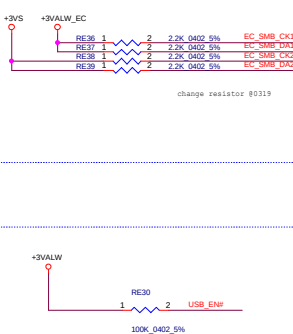 +3VS +3VALW_EC
RE36 1 2 2.2K_0402_5% EC_SMB_CK1
RE37 1 2 2.2K_0402_5% EC_SMB_DA1
RE38 1 2 2.2K_0402_5% EC_SMB_CK2
RE39 1 2 2.2K_0402_5% EC_SMB_DA2
change resistor @0319
+3VALW
RE30
1 2 USB_EN#
100K_0402_5%